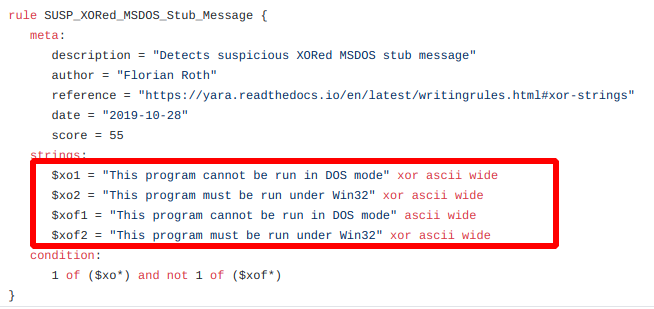 rule SUSP_XORed_MSDOS_Stub_Message {
meta:
description = "Detects suspicious XORed MSDOS stub message"
author = "Florian Roth"
reference = "https://yara.readthedocs.io/en/latest/writingrules.html#xor-strings"
date = "2019-10-28"
score = 55
strings:
$xo1 = "This program cannot be run in DOS mode" xor ascii wide
$xo2 = "This program must be run under Win32" xor ascii wide
$xof1 = "This program cannot be run in DOS mode" ascii wide
$xof2 = "This program must be run under Win32" xor ascii wide
condition:
1 of ($xo*) and not 1 of ($xof*)
}